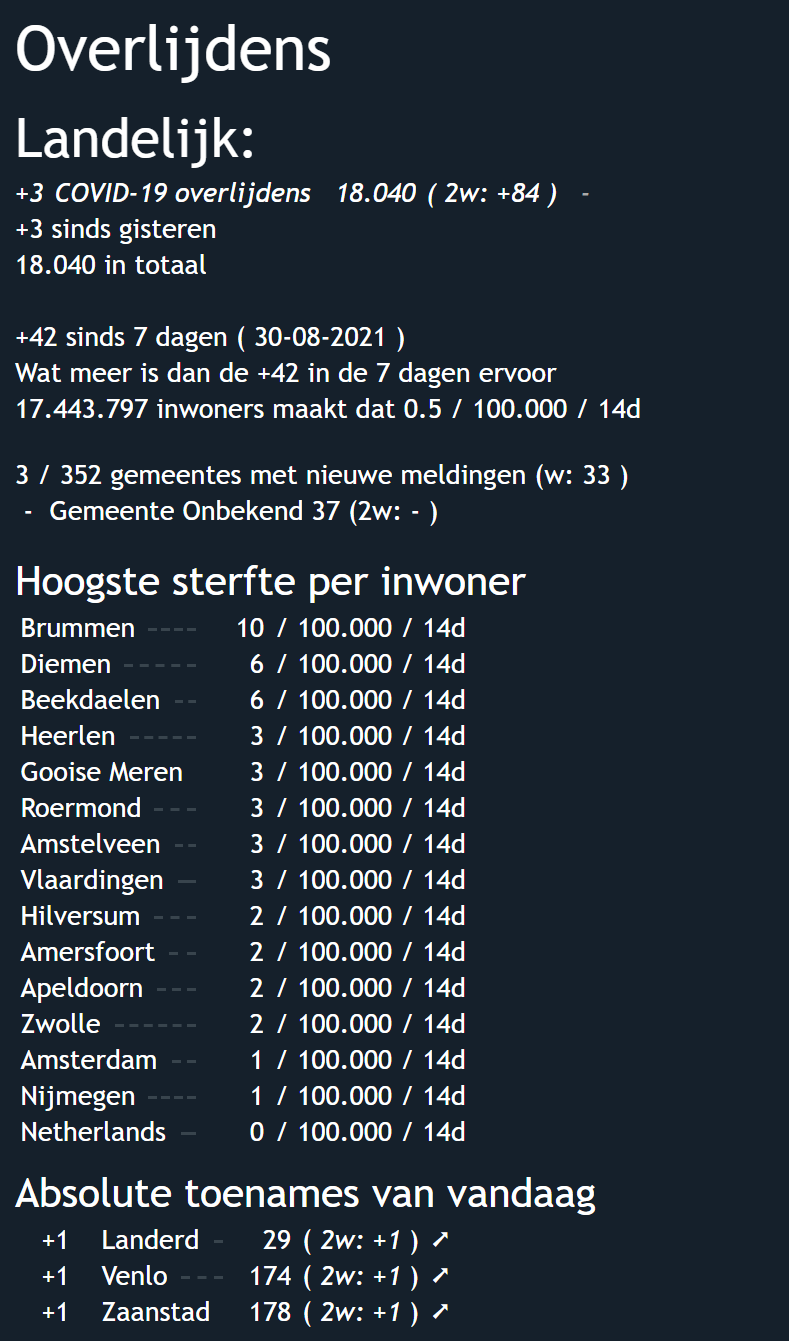 Overlijdens
Landelijk:
+3 COVID-19 overlijdens 18.040 ( 2w: +84 ) -
+3 sinds gisteren
18.040 in totaal
+42 sinds 7 dagen ( 30-08-2021 )
Wat meer is dan de +42 in de 7 dagen ervoor
17.443.797 inwoners maakt dat 0.5 / 100.000 / 14d
3 / 352 gemeentes met nieuwe meldingen (w: 33 )
- Gemeente Onbekend 37 (2w: - )
Hoogste sterfte per inwoner
Brummen ---- 10 / 100.000 / 14d
Diemen ----- 6 / 100.000 / 14d
Beekdaelen -- 6 / 100.000 / 14d
Heerlen ----- 3 / 100.000 / 14d
Gooise Meren 3 / 100.000 / 14d
Roermond --- 3 / 100.000 / 14d
Amstelveen -- 3 / 100.000 / 14d
Vlaardingen — 3 / 100.000 / 14d
Hilversum --- 2 / 100.000 / 14d
Amersfoort -- 2 / 100.000 / 14d
Apeldoorn --- 2 / 100.000 / 14d
Zwolle ------ 2 / 100.000 / 14d
Amsterdam -- 1 / 100.000 / 14d
Nijmegen ---- 1 / 100.000 / 14d
Netherlands — 0 / 100.000 / 14d
Absolute toenames van vandaag
+1 Landerd - 29 ( 2w: +1 ) ➚
+1 Venlo --- 174 ( 2w: +1 ) ➚
+1 Zaanstad 178 ( 2w: +1 ) ➚